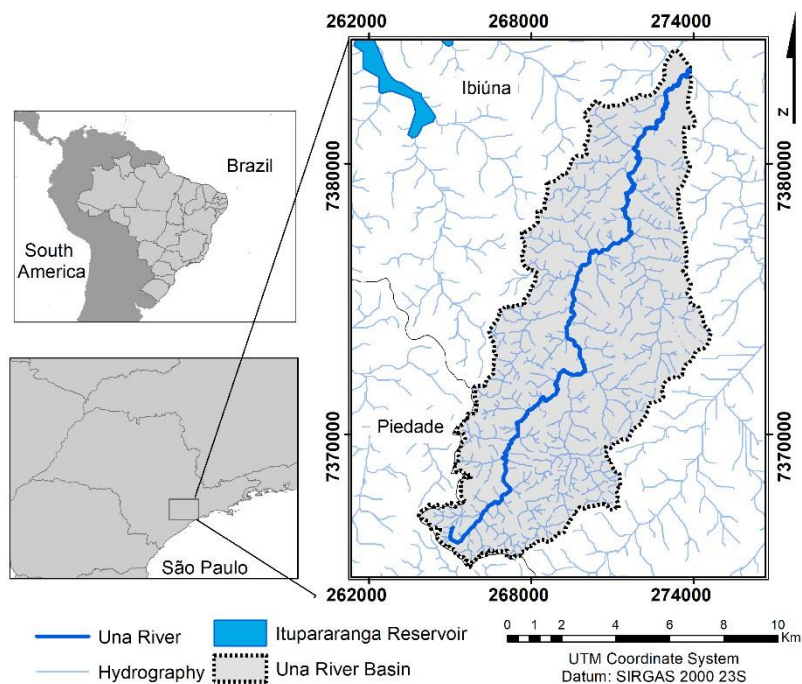 262000 268000 274000
Ibiúna
Brazil
South
America
7380000
7380000
Z
Piedade
7370000
7370000
São Paulo
262000 268000 274000
Una River
Itupararanga Reservoir
0 1 2 4 6 8 10
Km
Hydrography
Una River Basin
UTM Coordinate System
Datum: SIRGAS 2000 23S